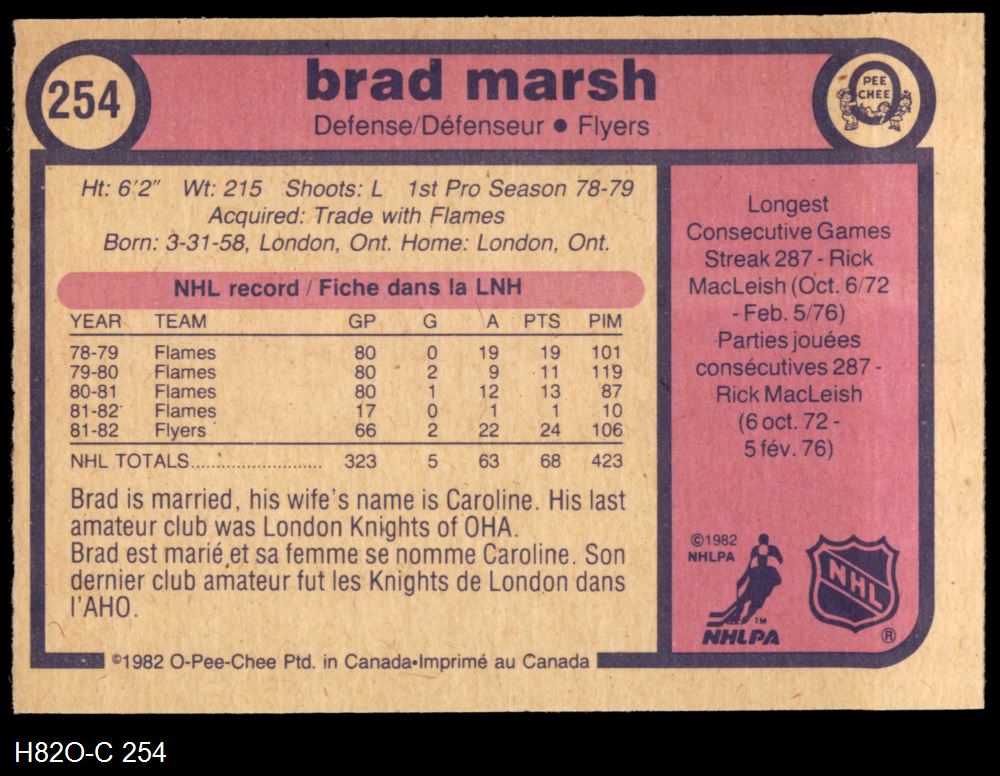 254
brad marsh
Defense/Défenseur • Flyers
PEE
CHEE
Ht: 6'2" Wt: 215 Shoots: L 1st Pro Season 78-79
Acquired: Trade with Flames
Born: 3-31-58, London, Ont. Home: London, Ont.
NHL record / Fiche dans la LNH
YEAR TEAM GP G A PTS PIM
78-79 Flames 80 0 19 19 101
79-80 Flames 80 2 9 11 119
80-81 Flames 80 1 12 13 87
81-82 Flames 17 0 1 1 10
81-82 Flyers 66 2 22 24 106
NHL TOTALS........................ 323 5 63 68 423
Brad is married, his wife's name is Caroline. His last
amateur club was London Knights of OHA.
Brad est marié et sa femme se nomme Caroline. Son
dernier club amateur fut les Knights de London dans
l'AHO.
Longest
Consecutive Games
Streak 287 - Rick
MacLeish (Oct. 6/72
- Feb. 5/76)
Parties jouées
consécutives 287 -
Rick MacLeish
(6 oct. 72 -
5 fév. 76)
©1982
NHLPA
TM
NHLPA
NHL
®
©1982 O-Pee-Chee Ptd. in Canada•Imprimé au Canada
H82O-C 254